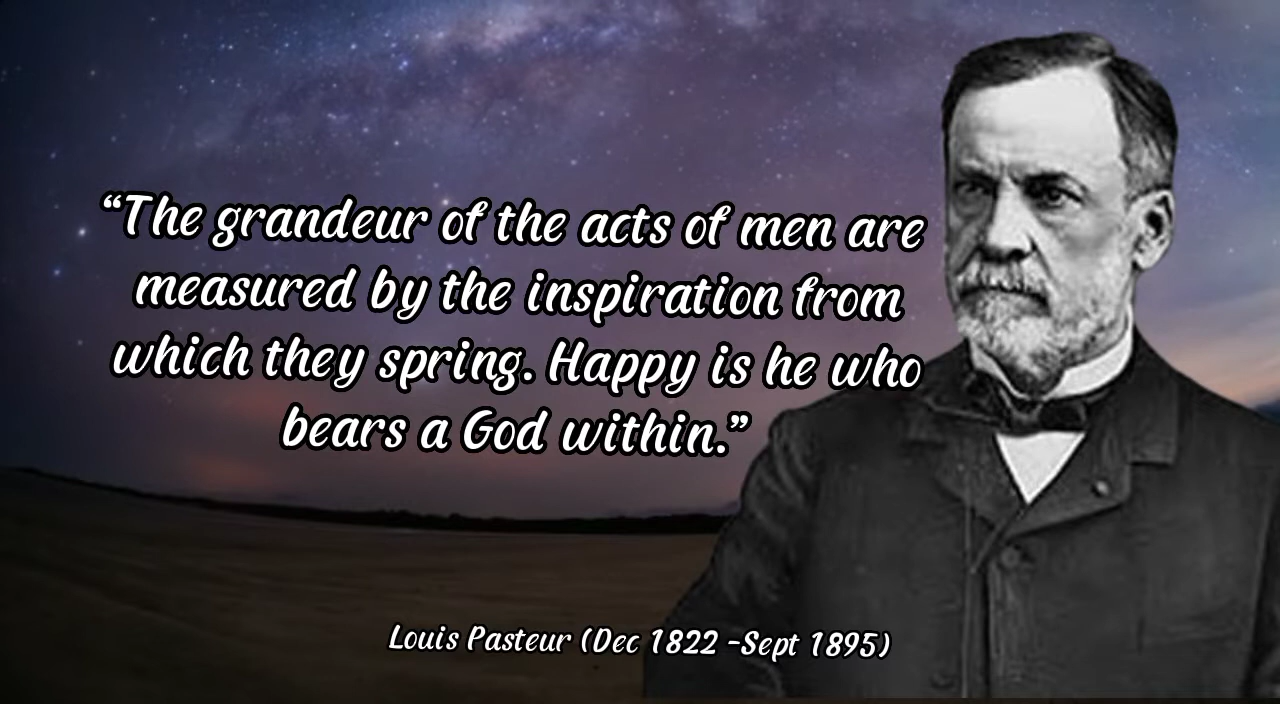 “The grandeur of the acts of men are
measured by the inspiration from
which they spring. Happy is he who
bears a God within.”
Louis Pasteur (Dec 1822 -Sept 1895)